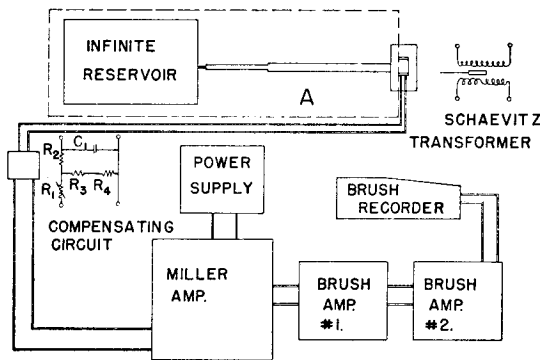 INFINITE
RESERVOIR
A
SCHAEVITZ
TRANSFORMER
C1
R2
R1
R3 R4
COMPENSATING
CIRCUIT
POWER
SUPPLY
BRUSH
RECORDER
MILLER
AMP.
BRUSH
AMP.
#1.
BRUSH
AMP.
#2.